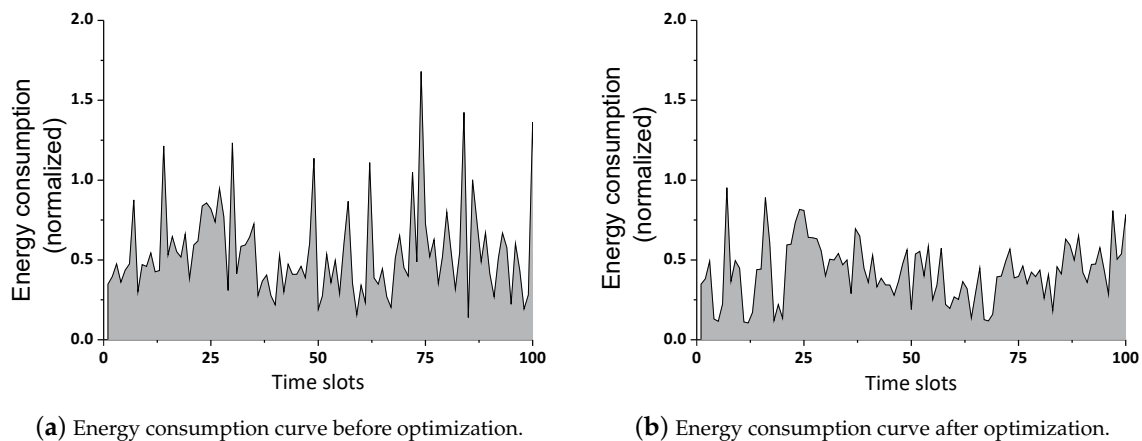 2.0
1.5
1.0
0.5
0.0
Energy consumption
(normalized)
0 25 50 75 100
Time slots
(a) Energy consumption curve before optimization.
2.0
1.5
1.0
0.5
0.0
Energy consumption
(normalized)
0 25 50 75 100
Time slots
(b) Energy consumption curve after optimization.